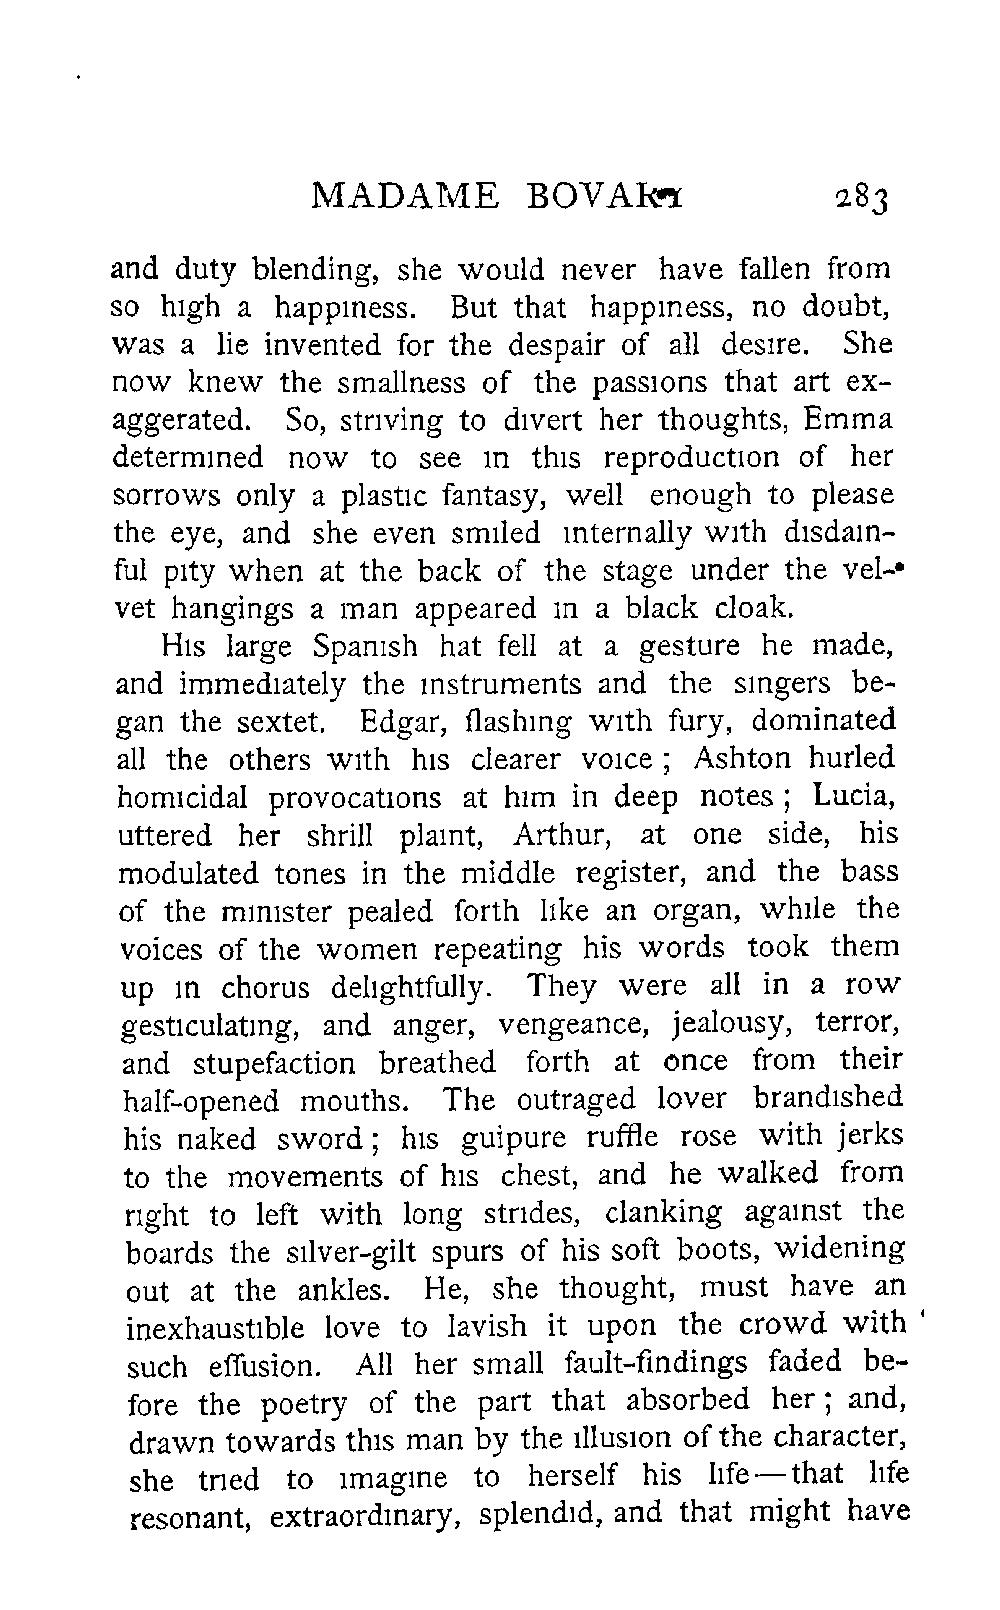 MADAME BOVARY 283
and duty blending, she would never have fallen from
so high a happiness. But that happiness, no doubt,
was a lie invented for the despair of all desire. She
now knew the smallness of the passions that art ex-
aggerated. So, striving to divert her thoughts, Emma
determined now to see in this reproduction of her
sorrows only a plastic fantasy, well enough to please
the eye, and she even smiled internally with disdain-
ful pity when at the back of the stage under the vel-
vet hangings a man appeared in a black cloak.
His large Spanish hat fell at a gesture he made,
and immediately the instruments and the singers be-
gan the sextet. Edgar, flashing with fury, dominated
all the others with his clearer voice ; Ashton hurled
homicidal provocations at him in deep notes ; Lucia,
uttered her shrill plaint, Arthur, at one side, his
modulated tones in the middle register, and the bass
of the minister pealed forth like an organ, while the
voices of the women repeating his words took them
up in chorus delightfully. They were all in a row
gesticulating, and anger, vengeance, jealousy, terror,
and stupefaction breathed forth at once from their
half-opened mouths. The outraged lover brandished
his naked sword ; his guipure ruffle rose with jerks
to the movements of his chest, and he walked from
right to left with long strides, clanking against the
boards the silver-gilt spurs of his soft boots, widening
out at the ankles. He, she thought, must have an
inexhaustible love to lavish it upon the crowd with
such effusion. All her small fault-findings faded be-
fore the poetry of the part that absorbed her ; and,
drawn towards this man by the illusion of the character,
she tried to imagine to herself his life—that life
resonant, extraordinary, splendid, and that might have